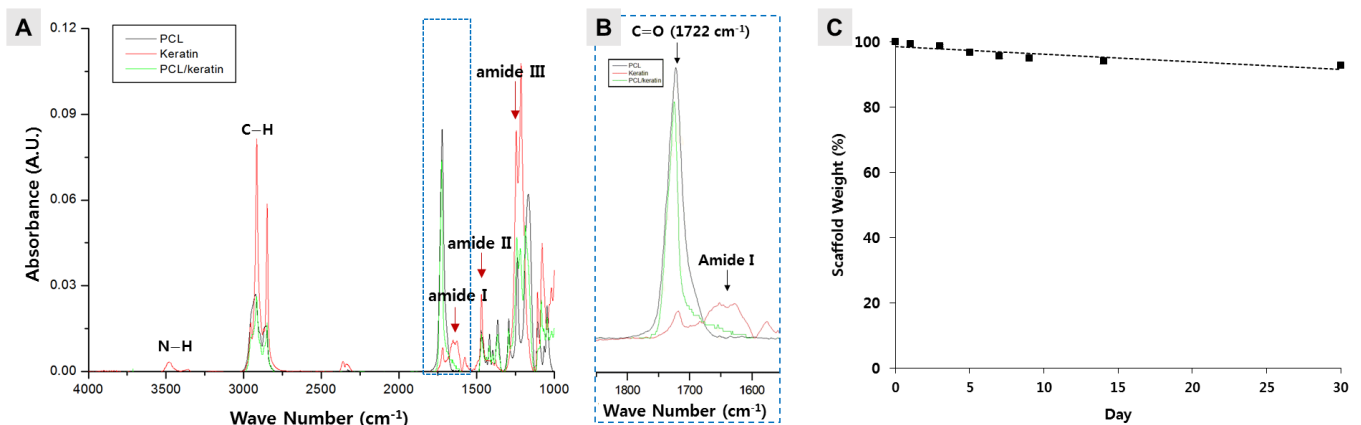 A
0.12
0.09
0.06
0.03
0.00
Absorbance (A.U.)
PCL
Keratin
PCL/keratin
C–H
N–H
amide III
amide II
amide I
4000 3500 3000 2500 2000 1500 1000
Wave Number (cm⁻¹)
B
C=O (1722 cm⁻¹)
PCL
Keratin
PCL/keratin
Amide I
1800 1700 1600
Wave Number (cm⁻¹)
C
100
80
60
40
20
0
Scaffold Weight (%)
0 5 10 15 20 25 30
Day